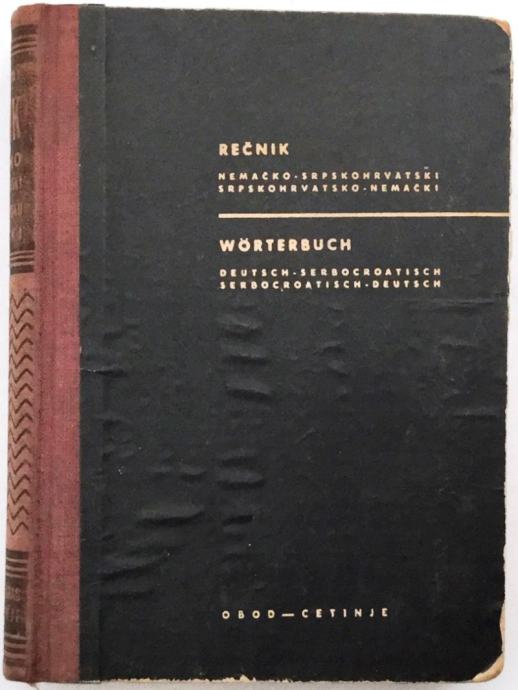 REČNIK
NEMAČKO-SRPSKOHRVATSKI
SRPSKOHRVATSKO-NEMAČKI
WÖRTERBUCH
DEUTSCH-SERBOCROATISCH
SERBOCROATISCH-DEUTSCH
OBOD—CETINJE